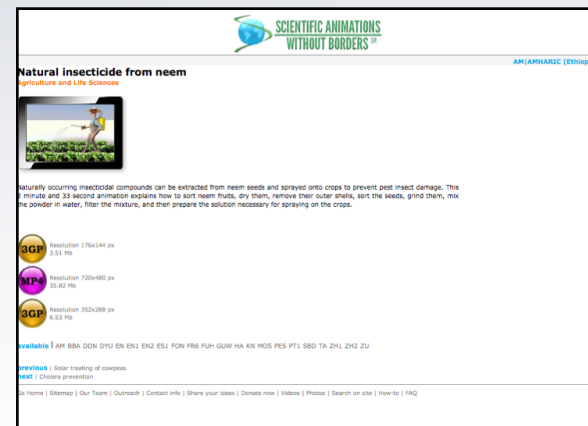 SCIENTIFIC ANIMATIONS
WITHOUT BORDERS
AM|AMHARIC (Ethiop
Natural insecticide from neem
Agriculture and Life Sciences
Naturally occurring insecticidal compounds can be extracted from neem seeds and sprayed onto crops to prevent pest insect damage. This
minute and 33 second animation explains how to sort neem fruits, dry them, remove their outer shells, sort the seeds, grind them, mix
the powder in water, filter the mixture, and then prepare the solution necessary for spraying on the crops.
3GP Resolution 176x144 px
3.51 Mb
MP4 Resolution 720x480 px
35.82 Mb
3GP Resolution 352x288 px
6.53 Mb
available | AM BBA DDN DYU EN EN1 EN2 ES1 FON FR6 FUH GUW HA KN MOS PES PT1 SBD TA ZH1 ZH2 ZU
previous | Solar treating of cowpeas
next | Cholera prevention
Go Home | Sitemap | Our Team | Outreach | Contact info | Share your ideas | Donate now | Videos | Photos | Search on site | How-to | FAQ